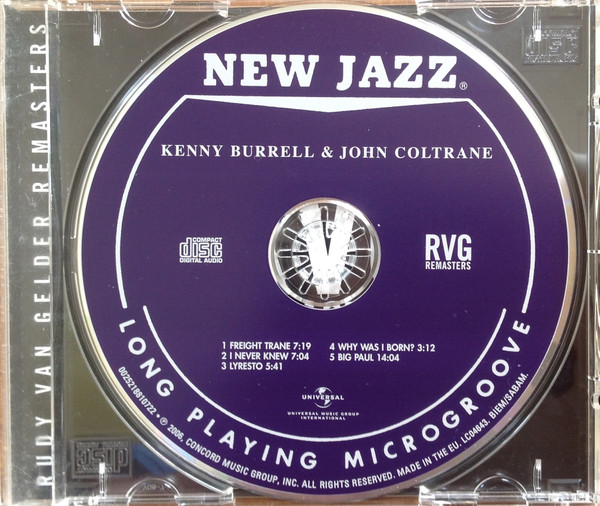 RUDY VAN GELDER REMASTERS
NEW JAZZ®
KENNY BURRELL & JOHN COLTRANE
COMPACT
disc
DIGITAL AUDIO
RVG
REMASTERS
1 FREIGHT TRANE 7:19
2 I NEVER KNEW 7:04
3 LYRESTO 5:41
4 WHY WAS I BORN? 3:12
5 BIG PAUL 14:04
UNIVERSAL
UNIVERSAL MUSIC GROUP
INTERNATIONAL
LONG PLAYING MICROGROOVE
0025218810722 • ℗ 2006, CONCORD MUSIC GROUP, INC. ALL RIGHTS RESERVED. MADE IN THE EU. LC04043. BIEM/SABAM.